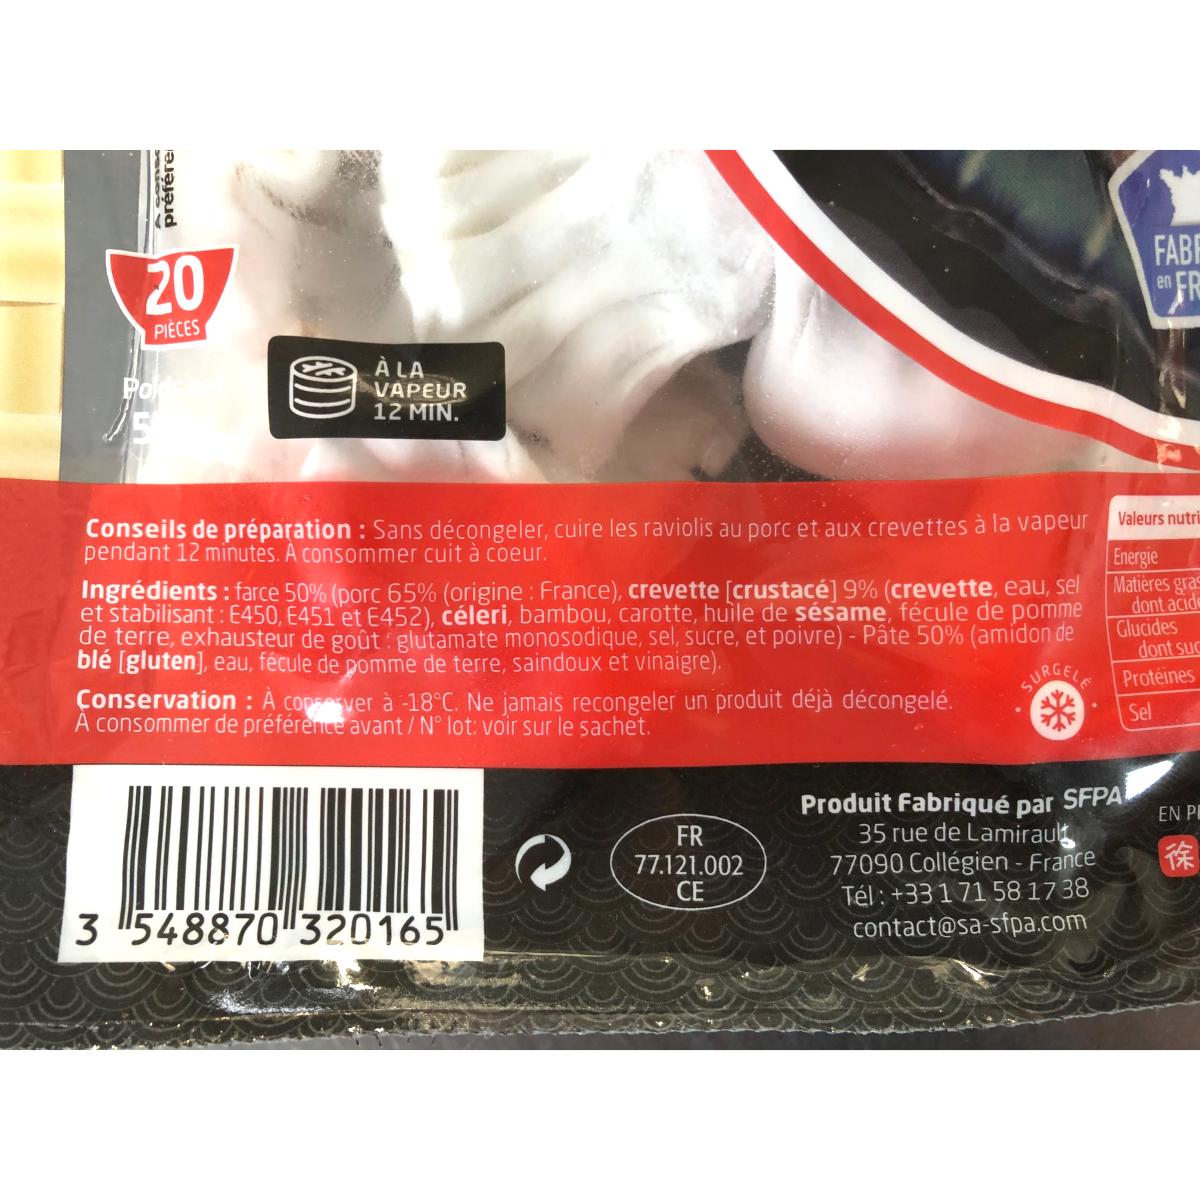 préfére
20
PIÈCES
À LA
VAPEUR
12 MIN.
FABR
en FR
Conseils de préparation : Sans décongeler, cuire les raviolis au porc et aux crevettes à la vapeur
pendant 12 minutes. À consommer cuit à coeur.
Ingrédients : farce 50% (porc 65% (origine : France), crevette [crustacé] 9% (crevette, eau, sel
et stabilisant : E450, E451 et E452), céleri, bambou, carotte, huile de sésame, fécule de pomme
de terre, exhausteur de goût : glutamate monosodique, sel, sucre, et poivre) - Pâte 50% (amidon de
blé [gluten], eau, fécule de pomme de terre, saindoux et vinaigre).
Conservation : À conserver à -18°C. Ne jamais recongeler un produit déjà décongelé.
À consommer de préférence avant / N° lot: voir sur le sachet.
SURGELÉ
Valeurs nutri
Energie
Matières gra
dont acid
Glucides
dont suc
Protéines
Sel
3 548870 320165
FR
77.121.002
CE
Produit Fabriqué par SFPA
35 rue de Lamirault
77090 Collégien - France
Tél : +33 1 71 58 17 38
contact@sa-sfpa.com
EN PR
徐